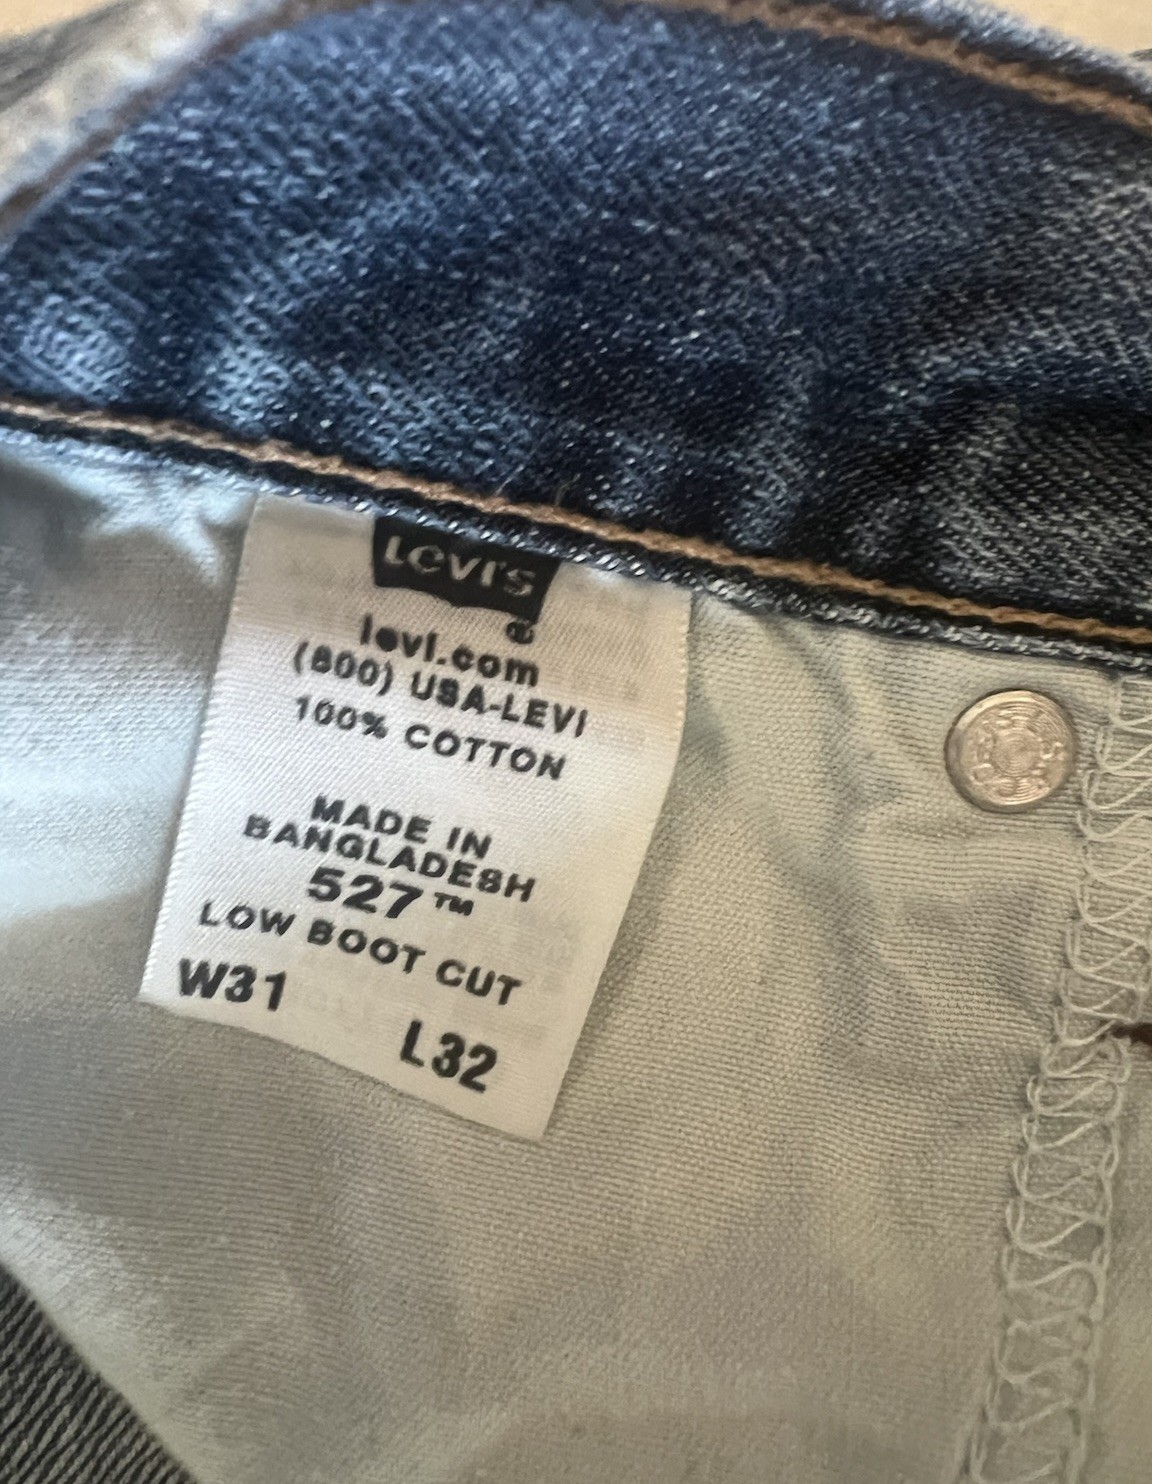 Levi's
®
levi.com
(800) USA-LEVI
100% COTTON
MADE IN
BANGLADESH
527™
LOW BOOT CUT
W31
L32